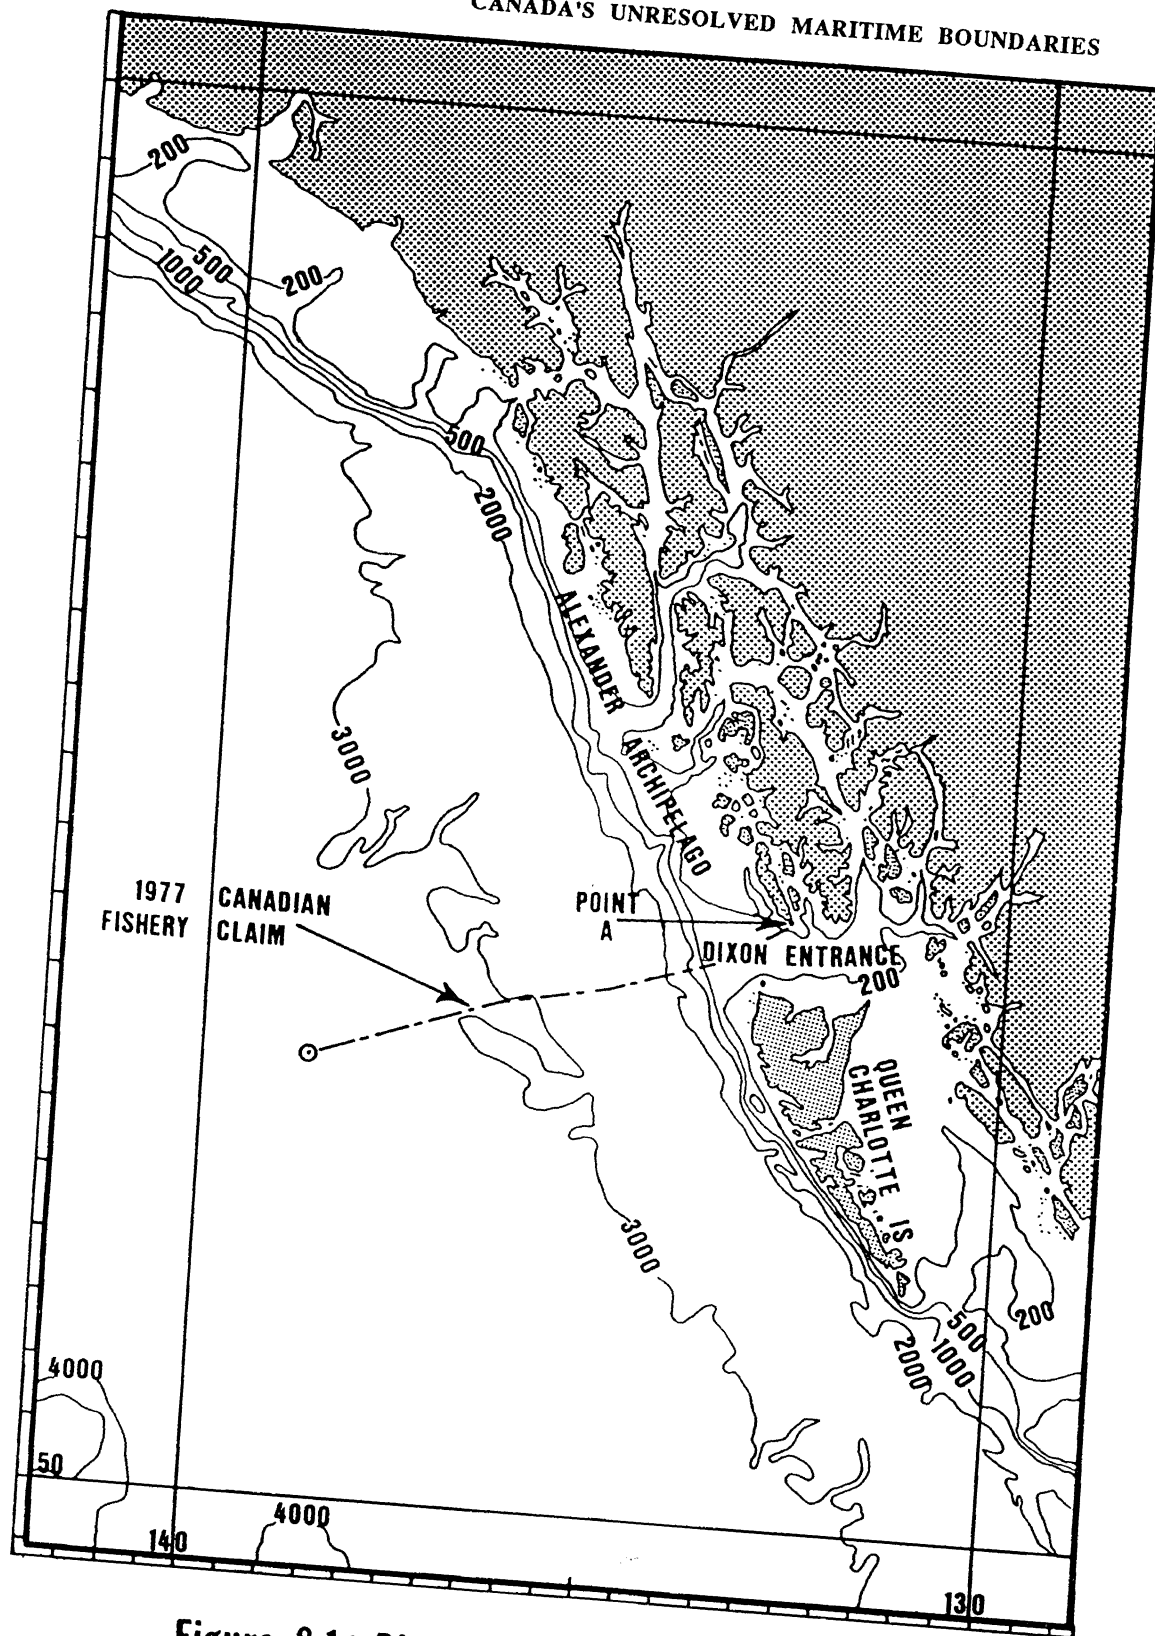 CANADA'S UNRESOLVED MARITIME BOUNDARIES
200
500
1000
200
500
2000
ALEXANDER
ARCHIPELAGO
3000
1977 CANADIAN
FISHERY CLAIM
POINT
A
DIXON ENTRANCE
200
QUEEN
CHARLOTTE IS
3000
200
500
1000
2000
4000
50
4000
140
130
Figure